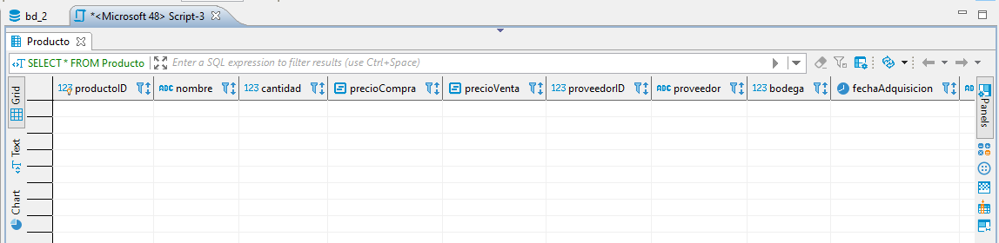 bd_2 *<Microsoft 48> Script-3
Producto
SELECT * FROM Producto Enter a SQL expression to filter results (use Ctrl+Space)
123 productoID ABC nombre 123 cantidad precioCompra precioVenta 123 proveedorID ABC proveedor 123 bodega fechaAdquisicion AB
Grid
Text
Chart
Panels